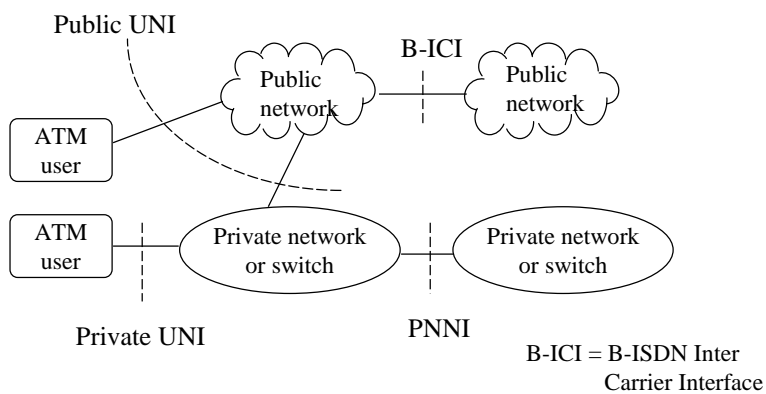 Public UNI
B-ICI
Public
network
Public
network
ATM
user
ATM
user
Private network
or switch
Private network
or switch
Private UNI
PNNI
B-ICI = B-ISDN Inter
Carrier Interface